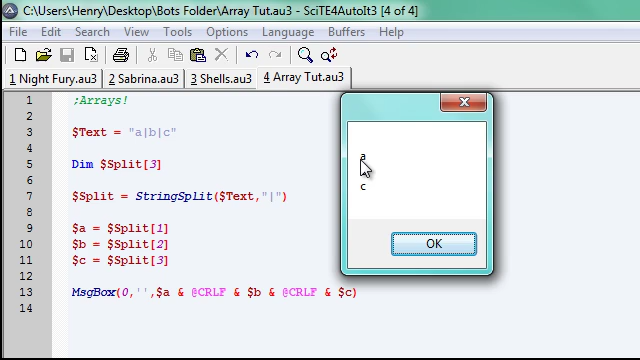 C:\Users\Henry\Desktop\Bots Folder\Array Tut.au3 - SciTE4AutoIt3 [4 of 4]
File Edit Search View Tools Options Language Buffers Help
1 Night Fury.au3 2 Sabrina.au3 3 Shells.au3 4 Array Tut.au3
1 ;Arrays!
2
3 $Text = "a|b|c"
4
5 Dim $Split[3]
6
7 $Split = StringSplit($Text,"|")
8
9 $a = $Split[1]
10 $b = $Split[2]
11 $c = $Split[3]
12
13 MsgBox(0,'',$a & @CRLF & $b & @CRLF & $c)
14
a
c
OK